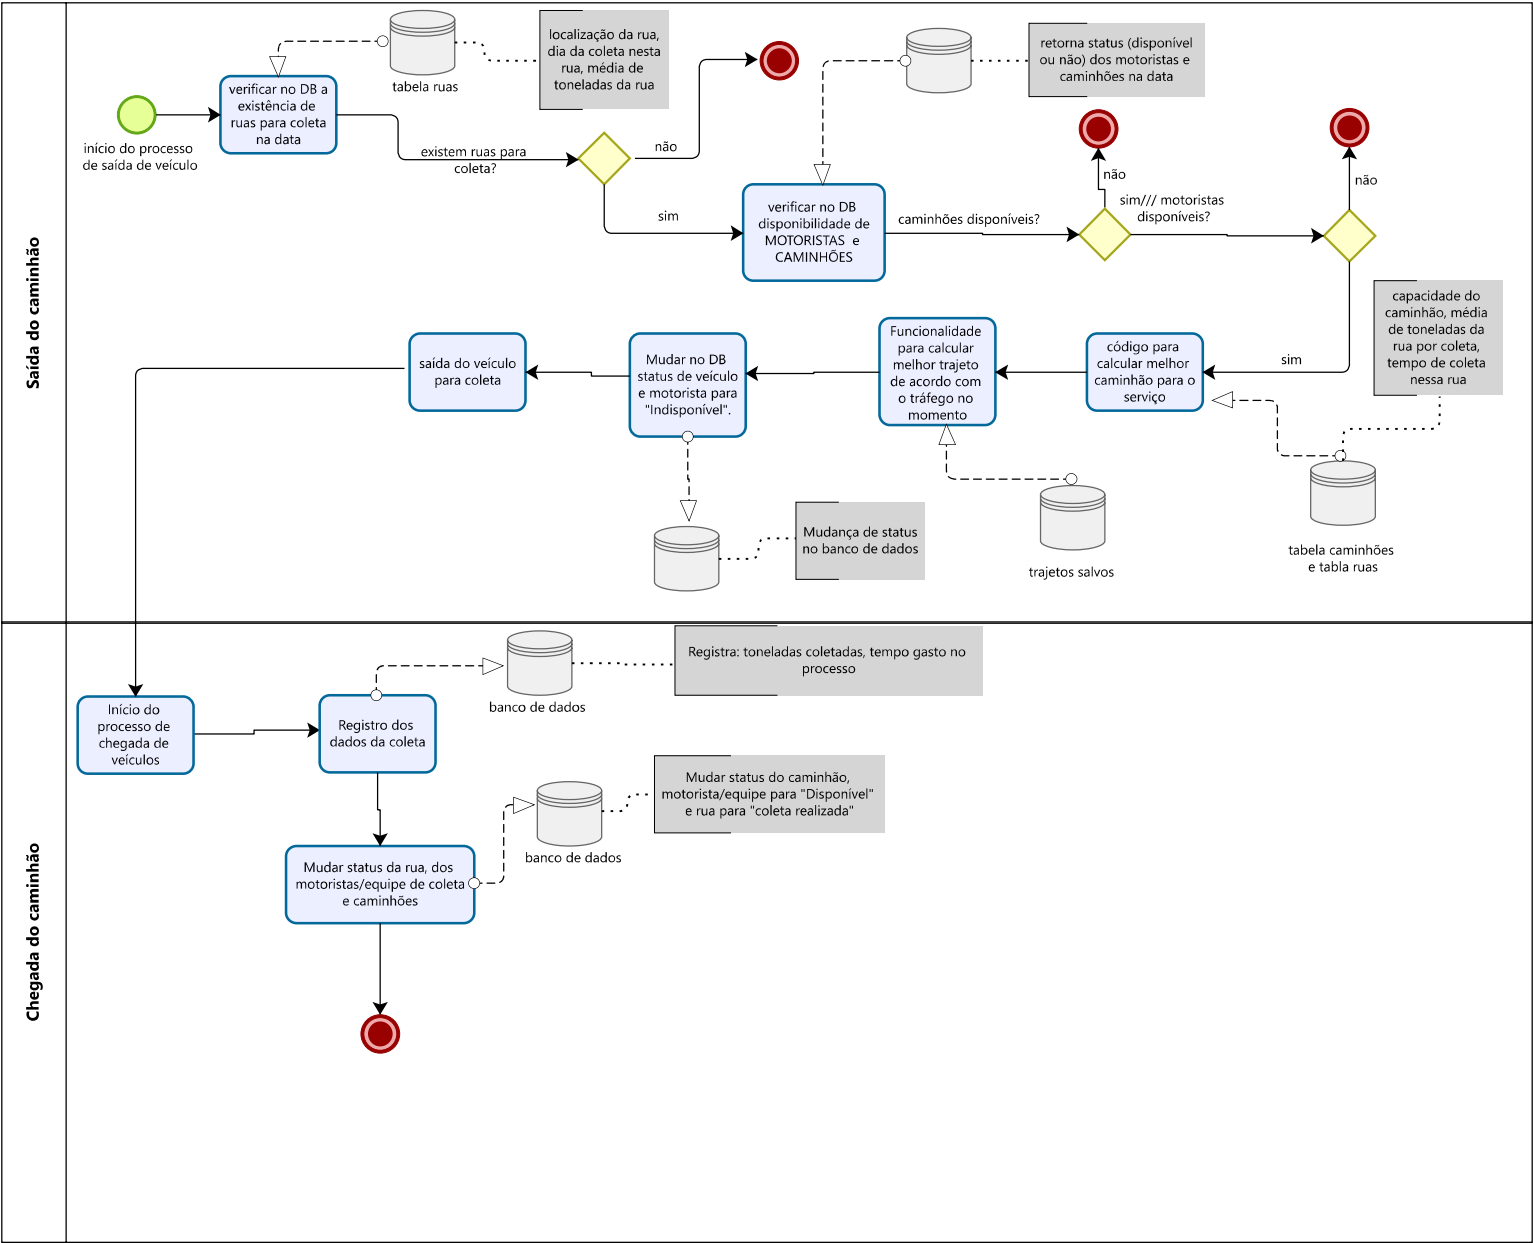 Saída do caminhão
início do processo
de saída de veículo
verificar no DB a
existência de
ruas para coleta
na data
tabela ruas
localização da rua,
dia da coleta nesta
rua, média de
toneladas da rua
existem ruas para
coleta?
não
sim
verificar no DB
disponibilidade de
MOTORISTAS e
CAMINHÕES
retorna status (disponível
ou não) dos motoristas e
caminhões na data
caminhões disponíveis?
não
sim/// motoristas
disponíveis?
não
sim
capacidade do
caminhão, média
de toneladas da
rua por coleta,
tempo de coleta
nessa rua
código para
calcular melhor
caminhão para o
serviço
tabela caminhões
e tabla ruas
Funcionalidade
para calcular
melhor trajeto
de acordo com
o tráfego no
momento
trajetos salvos
Mudar no DB
status de veículo
e motorista para
"Indisponível".
Mudança de status
no banco de dados
saída do veículo
para coleta
Chegada do caminhão
Início do
processo de
chegada de
veículos
Registro dos
dados da coleta
banco de dados
Registra: toneladas coletadas, tempo gasto no
processo
Mudar status da rua, dos
motoristas/equipe de coleta
e caminhões
banco de dados
Mudar status do caminhão,
motorista/equipe para "Disponível"
e rua para "coleta realizada"